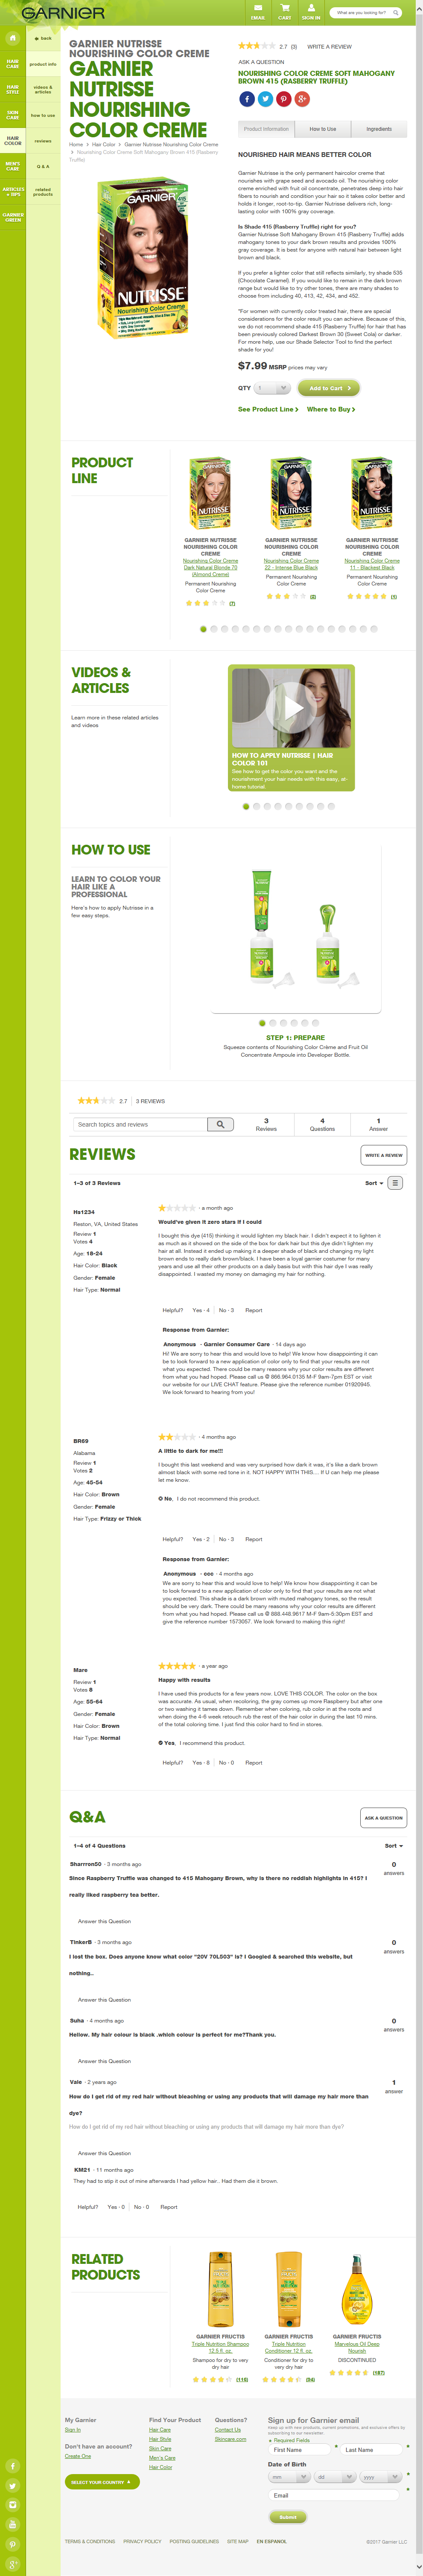 GARNIER
EMAIL
CART
SIGN IN
What are you looking for?
back
product info
videos & articles
how to use
reviews
Q & A
related products
HAIR CARE
HAIR STYLE
SKIN CARE
HAIR COLOR
MEN'S CARE
ARTICLES & TIPS
GARNIER GREEN
GARNIER NUTRISSE
NOURISHING COLOR CREME
GARNIER
NUTRISSE
NOURISHING
COLOR CREME
Home > Hair Color > Garnier Nutrisse Nourishing Color Creme
> Nourishing Color Creme Soft Mahogany Brown 415 (Raspberry
Truffle)
2.7 (3) WRITE A REVIEW
ASK A QUESTION
NOURISHING COLOR CREME SOFT MAHOGANY
BROWN 415 (RASPBERRY TRUFFLE)
Product Information
How to Use
Ingredients
NOURISHED HAIR MEANS BETTER COLOR
Garnier Nutrisse is the only permanent haircolor creme that
nourishes with grape seed and avocado oil. The nourishing color
creme enriched with fruit oil concentrate, penetrates deep into hair
fibers to nourish and condition your hair so it takes color better and
holds it longer, root-to-tip. Garnier Nutrisse delivers rich, long-
lasting color with 100% gray coverage.
Is Shade 415 (Rasberry Truffle) right for you?
Garnier Nutrisse Soft Mahogany Brown 415 (Raspberry Truffle) adds
mahogany tones to your dark brown results and provides 100%
gray coverage. It is best for anyone with natural hair between light
brown and black.
If you prefer a lighter color that still reflects similarly, try shade 535
(Chocolate Caramel). If you would like to remain in the dark brown
range but would like to try other tones, there are many shades to
choose from including 40, 413, 42, 434, and 452.
*For women with currently color treated hair, there are special
considerations for the color results you can achieve. Because of this,
we do not recommend shade 415 (Raspberry Truffle) for hair that has
been previously colored Darkest Brown 30 (Sweet Cola) or darker.
For more help, use our Shade Selector Tool to find the perfect
shade for you!
$7.99 MSRP prices may vary
QTY 1 Add to Cart
See Product Line > Where to Buy >
PRODUCT
LINE
GARNIER NUTRISSE
NOURISHING COLOR
CREME
Nourishing Color Creme
Dark Natural Blonde 70
(Almond Creme)
Permanent Nourishing
Color Creme
(7)
GARNIER NUTRISSE
NOURISHING COLOR
CREME
Nourishing Color Creme
22 - Intense Blue Black
Permanent Nourishing
Color Creme
GARNIER NUTRISSE
NOURISHING COLOR
CREME
Nourishing Color Creme
11 - Blackest Black
Permanent Nourishing
Color Creme
(1)
VIDEOS &
ARTICLES
Learn more in these related articles
and videos
HOW TO APPLY NUTRISSE | HAIR
COLOR 101
See how to get the color you want and the
nourishment your hair needs with this easy, at-
home tutorial.
HOW TO USE
LEARN TO COLOR YOUR
HAIR LIKE A
PROFESSIONAL
Here's how to apply Nutrisse in a
few easy steps.
STEP 1: PREPARE
Squeeze contents of Nourishing Color Crème and Fruit Oil
Concentrate Ampoule into Developer Bottle.
2.7 3 REVIEWS
Search topics and reviews
3
Reviews
4
Questions
1
Answer
REVIEWS
WRITE A REVIEW
1–3 of 3 Reviews
Sort
Hs1234
Reston, VA, United States
Review 1
Votes 4
Age: 18-24
Hair Color: Black
Gender: Female
Hair Type: Normal
· a month ago
Would've given it zero stars if I could
I bought this dye (415) thinking it would lighten my black hair. I didn't expect it to lighten it
as much as it showed on the side of the box for dark hair but this dye didn't lighten my
hair at all. Instead I ended up making it a deeper shade of black and changing my light
brown ends to the same color as my black roots. I have been a loyal garnier customer for
years and use all their other products on a daily basis but with this hair dye I was really
disappointed. I wasted my money on damaging my hair for nothing.
Helpful? Yes · 4 No · 3 Report
Response from Garnier:
Anonymous - Garnier Consumer Care · 14 days ago
Hi! We are so sorry to hear this and would love to help! We know how disappointing it can
be to look forward to a new application of color only to find that your results are not
what you expected. There could be many reasons why your color results are different
from what you had hoped. Please call us @ 866.964.0135 M-F 9am-7pm EST or visit
our website for our LIVE CHAT feature. Please give the reference number 01920945.
We look forward to hearing from you!
BR69
Alabama
Review 1
Votes 2
Age: 45-54
Hair Color: Brown
Gender: Female
Hair Type: Frizzy or Thick
· 4 months ago
A little to dark for me!!!
I bought this last weekend and was very surprised how dark it was, it's like a dark brown
almost black with some red tone in it. NOT HAPPY WITH THIS.... If U can help me please
let me know.
No, I do not recommend this product.
Helpful? Yes · 2 No · 3 Report
Response from Garnier:
Anonymous - ccc · 4 months ago
We are sorry to hear this and would love to help! We know how disappointing it can be
to look forward to a new application of color only to find that this is not what you
expected. This shade is a dark brown with muted mahogany tones, so the result
should be very dark. There could be many reasons why your color results are different
from what you had hoped. Please call us @ 888.448.9617 M-F 9am-5:30pm EST and
give the reference number 1573057. We look forward to making this right!
Mare
Review 1
Votes 8
Age: 55-64
Gender: Female
Hair Color: Brown
Hair Type: Normal
· a year ago
Happy with results
I have used this products for a few years now. LOVE THIS COLOR. The color on the box
was accurate. As usual, when recoloring, the gray comes up more Raspberry but after one
or two washing it tames down. Remember when coloring, rub color in at the roots and
when doing the 4-6 week retouch rub the rest of the hair color in during the last 10 mins.
of the total coloring time. I just find this color hard to find in stores.
Yes, I recommend this product.
Helpful? Yes · 8 No · 0 Report
Q&A
ASK A QUESTION
1–4 of 4 Questions
Sort
Sharrron50 · 3 months ago
Since Raspberry Truffle was changed to 415 Mahogany Brown, why is there no reddish highlights in 415? I
really liked raspberry tea better.
0
answers
Answer this Question
TinkerB · 3 months ago
I lost the box. Does anyone know what color "20V 70L503" is? I Googled & searched this website, but
nothing..
0
answers
Answer this Question
Suha · 4 months ago
Hellow. My hair colour is black .which colour is perfect for me?Thank you.
0
answers
Answer this Question
Vale · 2 years ago
How do I get rid of my red hair without bleaching or using any products that will damage my hair more than
dye?
1
answer
How do I get rid of my red hair without bleaching or using any products that will damage my hair more than dye?
Answer this Question
KM21 · 11 months ago
They had to stip it out of mine afterwards I had yellow hair.. Had them die it brown.
Helpful? Yes · 0 No · 0 Report
RELATED
PRODUCTS
GARNIER FRUCTIS
Triple Nutrition Shampoo
12.5 fl. oz.
Shampoo for dry to very
dry hair
GARNIER FRUCTIS
Triple Nutrition
Conditioner 12 fl. oz.
Conditioner for dry to
very dry hair
GARNIER FRUCTIS
Marvelous Oil Deep
Nourish
DISCONTINUED
(187)
My Garnier
Sign In
Don't have an account?
Create One
SELECT YOUR COUNTRY
Find Your Product
Hair Care
Hair Style
Skin Care
Men's Care
Hair Color
Questions?
Contact Us
Skincare.com
Sign up for Garnier email
Keep up with new products, current promotions, and exclusive offers by
subscribing to our newsletter.
Required Fields
First Name
Last Name
Date of Birth
mm
dd
yyyy
Email
Submit
TERMS & CONDITIONS PRIVACY POLICY POSTING GUIDELINES SITE MAP EN ESPANOL
©2017 Garnier LLC